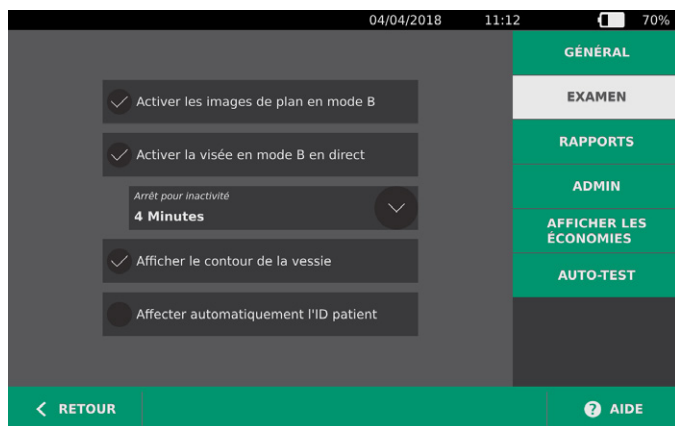 04/04/2018 11:12 70%
GÉNÉRAL
Activer les images de plan en mode B
EXAMEN
Activer la visée en mode B en direct
RAPPORTS
Arrêt pour inactivité
4 Minutes
ADMIN
Afficher le contour de la vessie
AFFICHER LES
ÉCONOMIES
Affecter automatiquement l'ID patient
AUTO-TEST
RETOUR
? AIDE